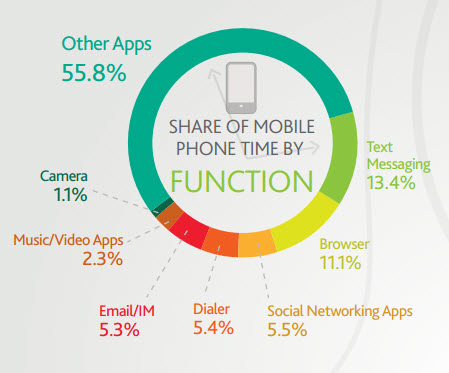 Other Apps
55.8%
SHARE OF MOBILE
PHONE TIME BY
FUNCTION
Text
Messaging
13.4%
Camera
1.1%
Music/Video Apps
2.3%
Browser
11.1%
Email/IM
5.3%
Dialer
5.4%
Social Networking Apps
5.5%